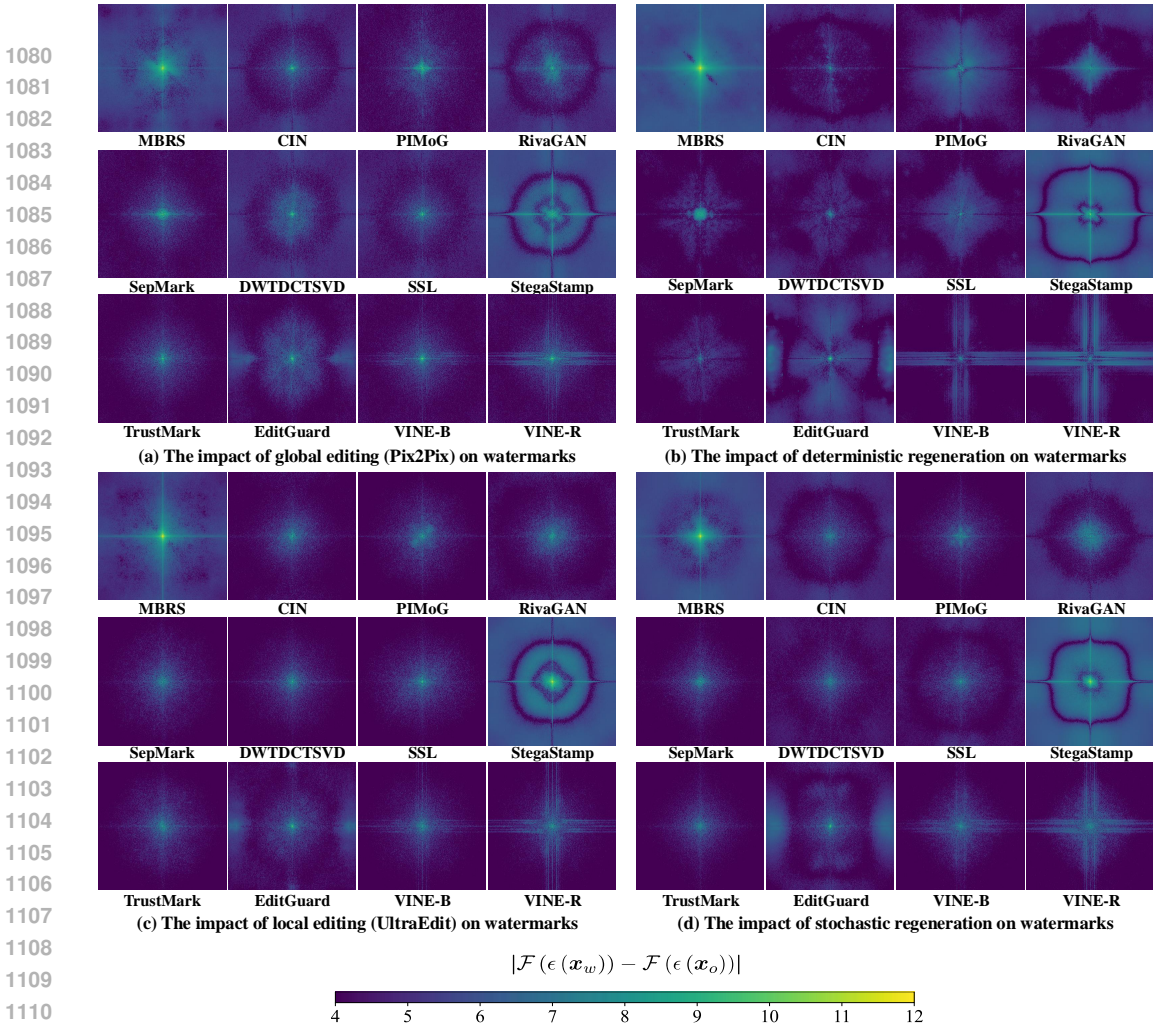 1080
1081
1082
1083
1084
1085
1086
1087
1088
1089
1090
1091
1092
1093
1094
1095
1096
1097
1098
1099
1100
1101
1102
1103
1104
1105
1106
1107
1108
1109
1110
MBRS CIN PIMoG RivaGAN
SepMark DWTDCTSVD SSL StegaStamp
TrustMark EditGuard VINE-B VINE-R
(a) The impact of global editing (Pix2Pix) on watermarks
MBRS CIN PIMoG RivaGAN
SepMark DWTDCTSVD SSL StegaStamp
TrustMark EditGuard VINE-B VINE-R
(b) The impact of deterministic regeneration on watermarks
MBRS CIN PIMoG RivaGAN
SepMark DWTDCTSVD SSL StegaStamp
TrustMark EditGuard VINE-B VINE-R
(c) The impact of local editing (UltraEdit) on watermarks
MBRS CIN PIMoG RivaGAN
SepMark DWTDCTSVD SSL StegaStamp
TrustMark EditGuard VINE-B VINE-R
(d) The impact of stochastic regeneration on watermarks
|ℱ (ϵ (𝒙_w)) − ℱ (ϵ (𝒙_o))|
4 5 6 7 8 9 10 11 12